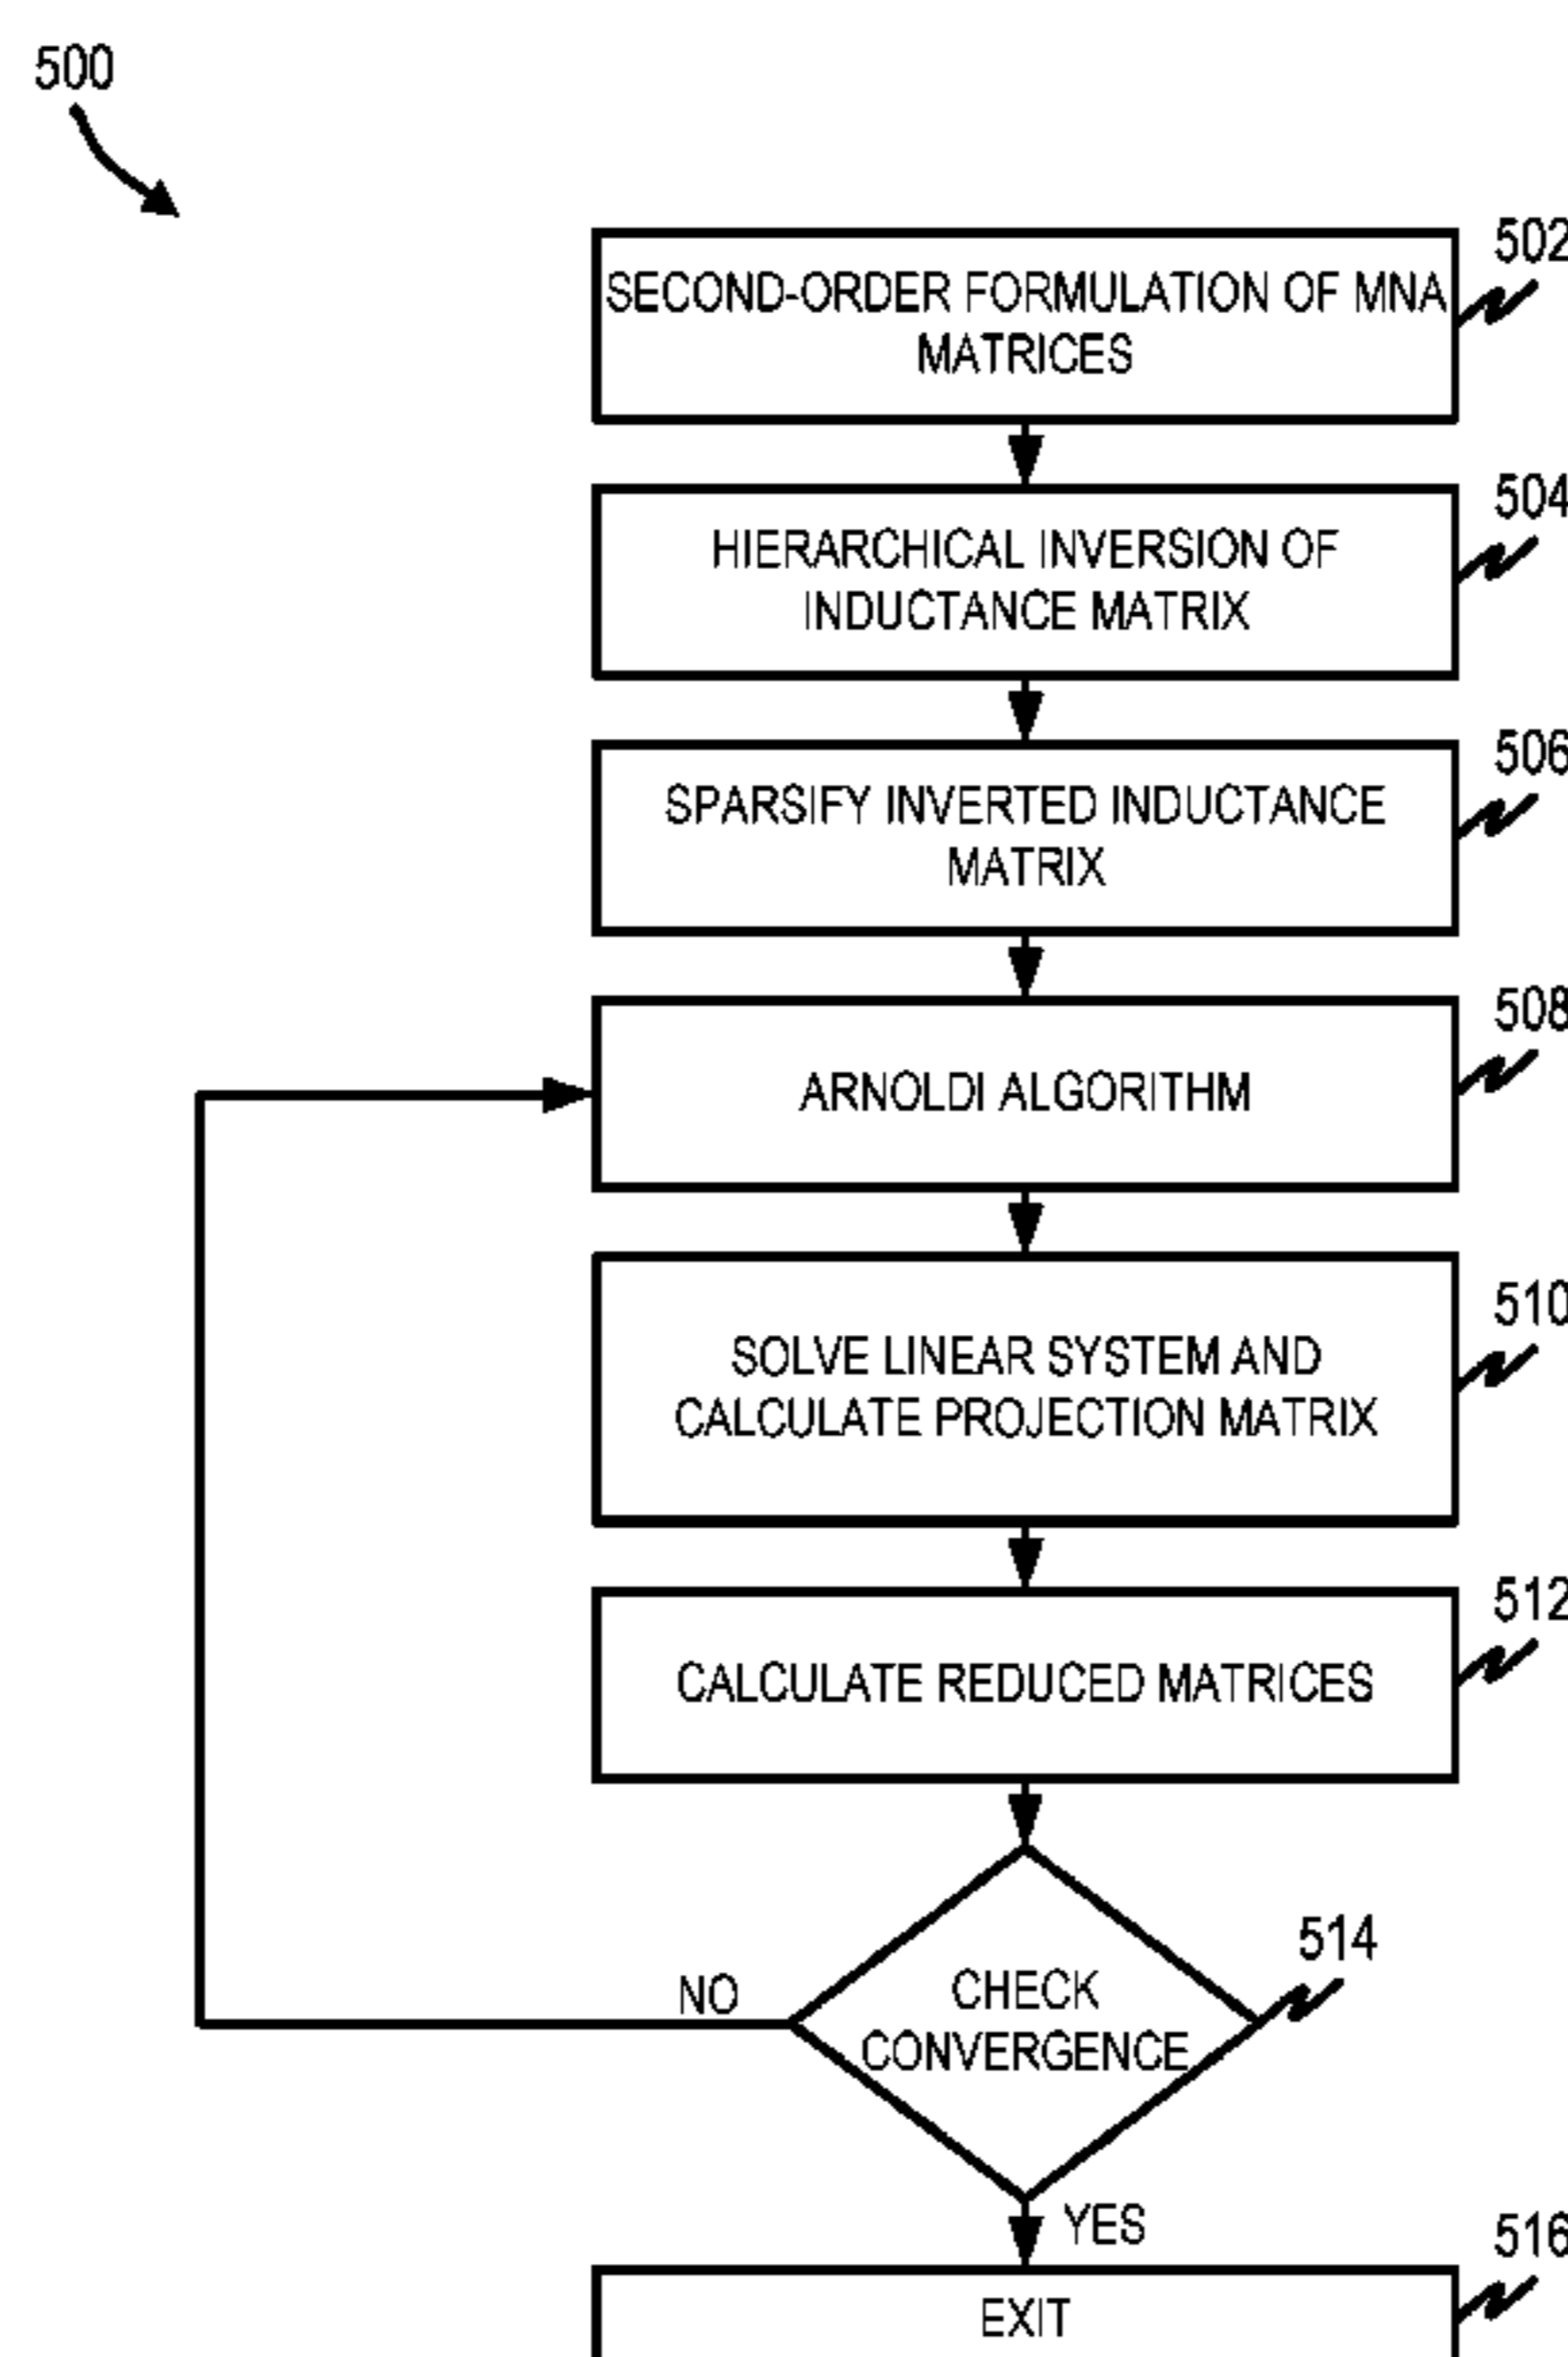 500
502
SECOND-ORDER FORMULATION OF MNA
MATRICES
504
HIERARCHICAL INVERSION OF
INDUCTANCE MATRIX
506
SPARSIFY INVERTED INDUCTANCE
MATRIX
508
ARNOLDI ALGORITHM
510
SOLVE LINEAR SYSTEM AND
CALCULATE PROJECTION MATRIX
512
CALCULATE REDUCED MATRICES
514
NO
CHECK
CONVERGENCE
YES
516
EXIT